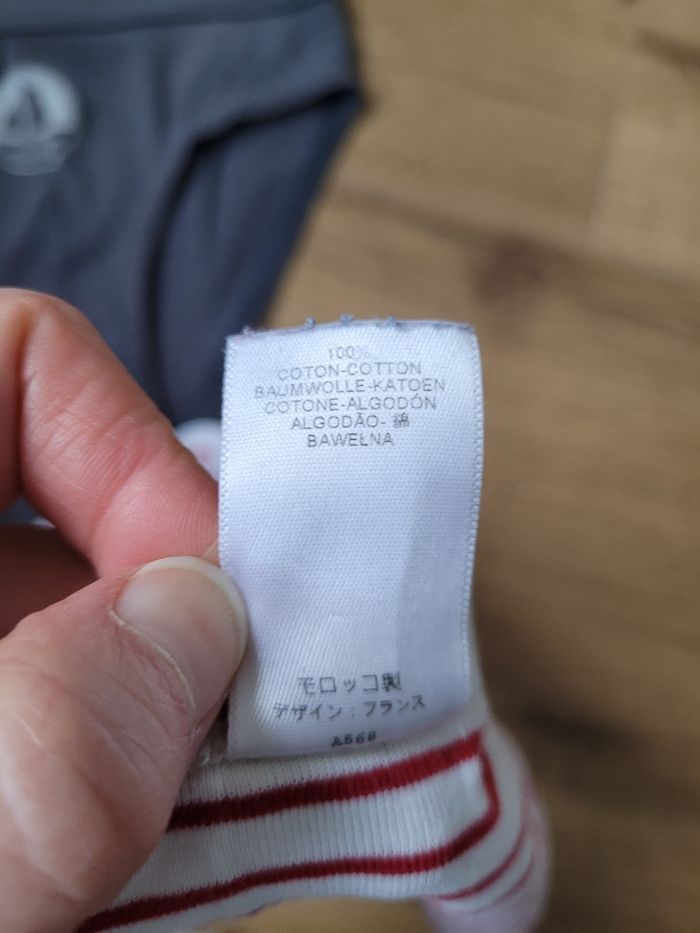 100%
COTON-COTTON
BAUMWOLLE-KATOEN
COTONE-ALGODÓN
ALGODÃO- 綿
BAWEŁNA
モロッコ製
デザイン : フランス
A568